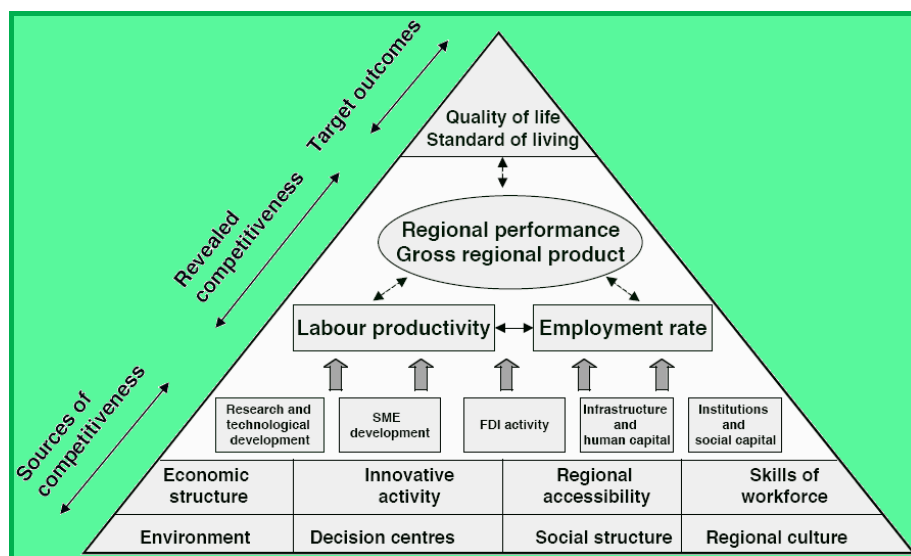 Target outcomes
Quality of life
Standard of living
Revealed
competitiveness
Regional performance
Gross regional product
Labour productivity
Employment rate
Sources of
competitiveness
Research and
technological
development
SME
development
FDI activity
Infrastructure
and
human capital
Institutions
and
social capital
Economic
structure
Innovative
activity
Regional
accessibility
Skills of
workforce
Environment
Decision centres
Social structure
Regional culture